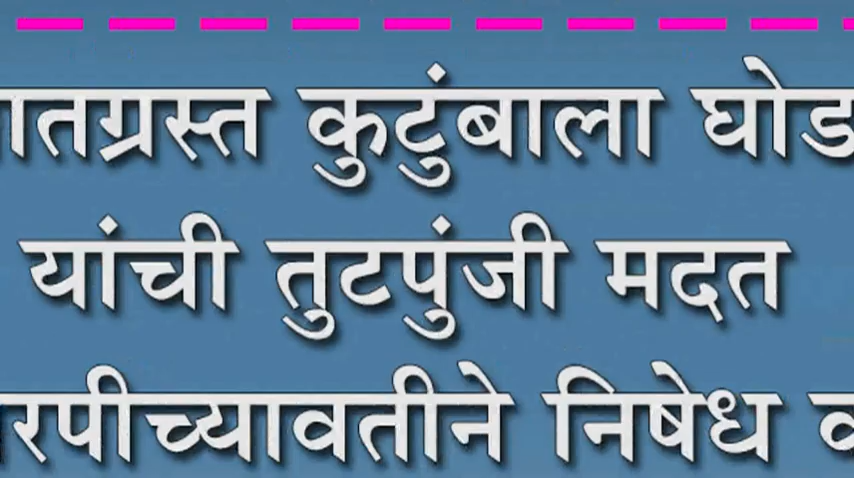 ातग्रस्त कुटुंबाला घोड
यांची तुटपुंजी मदत
रपीच्यावतीने निषेध व